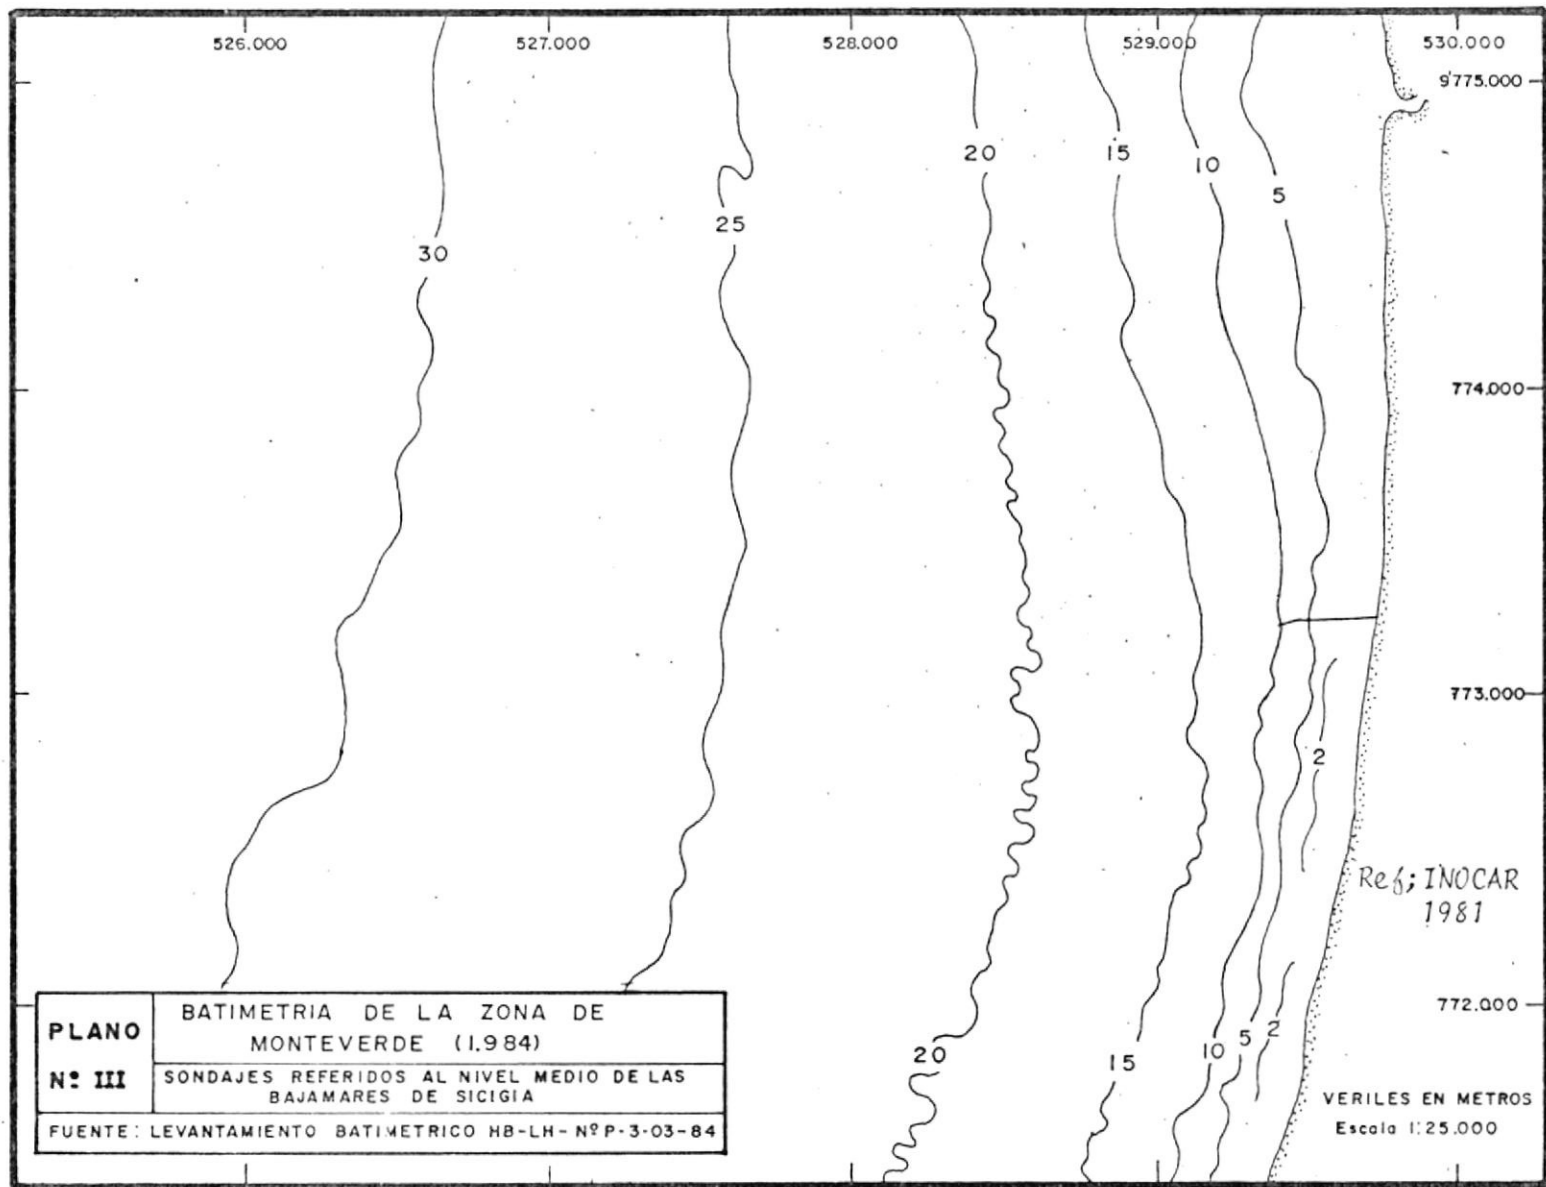 526.000 527.000 528.000 529.000 530.000
9'775.000
20 15 10
5
25
30
774.000
773.000
2
Ref; INOCAR
1981
772.000
20 15 10 5 2
PLANO
Nº III
BATIMETRIA DE LA ZONA DE
MONTEVERDE (1.984)
SONDAJES REFERIDOS AL NIVEL MEDIO DE LAS
BAJAMARES DE SICIGIA
FUENTE: LEVANTAMIENTO BATIMETRICO HB-LH-Nº P-3-03-84
VERILES EN METROS
Escala 1:25.000